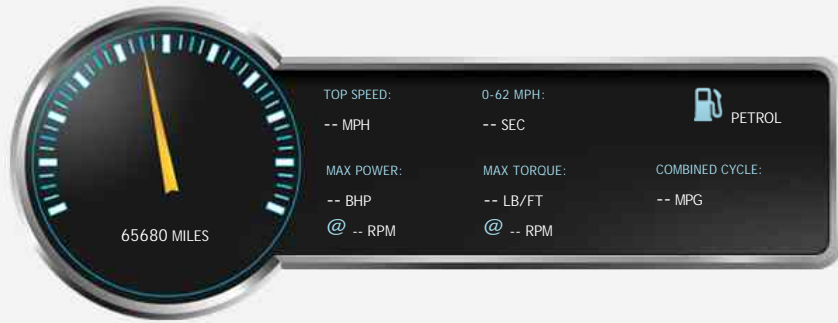 65680 MILES
TOP SPEED:
-- MPH
0-62 MPH:
-- SEC
PETROL
MAX POWER:
-- BHP
@ -- RPM
MAX TORQUE:
-- LB/FT
@ -- RPM
COMBINED CYCLE:
-- MPG